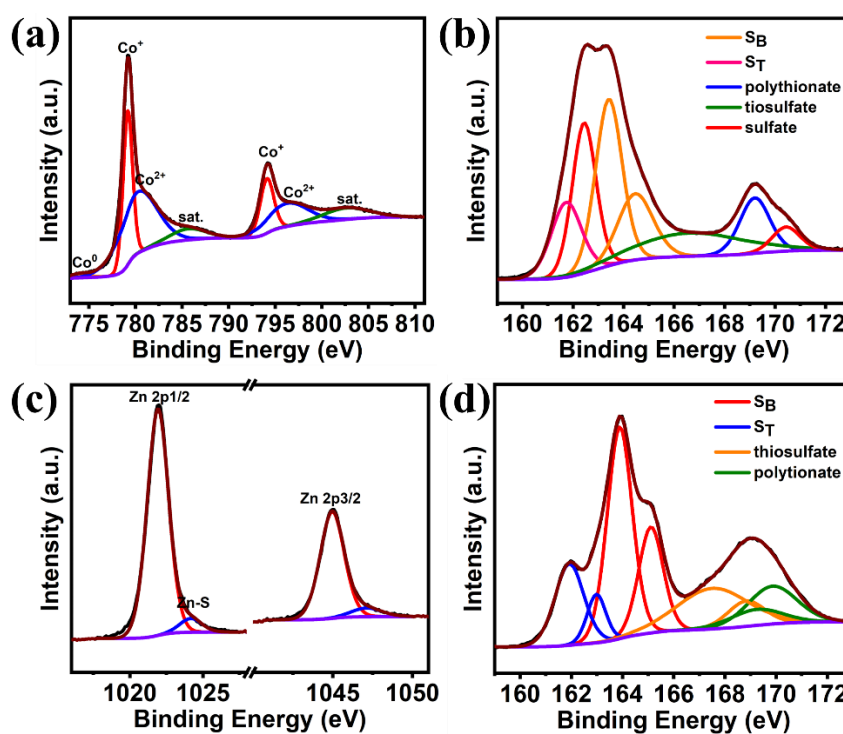 (a)
Intensity (a.u.)
Co⁰
Co⁺
Co²⁺
sat.
Co⁺
Co²⁺
sat.
775 780 785 790 795 800 805 810
Binding Energy (eV)
(b)
Intensity (a.u.)
S_B
S_T
polythionate
tiosulfate
sulfate
160 162 164 166 168 170 172
Binding Energy (eV)
(c)
Intensity (a.u.)
Zn 2p1/2
Zn-S
Zn 2p3/2
1020 1025 1045 1050
Binding Energy (eV)
(d)
Intensity (a.u.)
S_B
S_T
thiosulfate
polytionate
160 162 164 166 168 170 172
Binding Energy (eV)